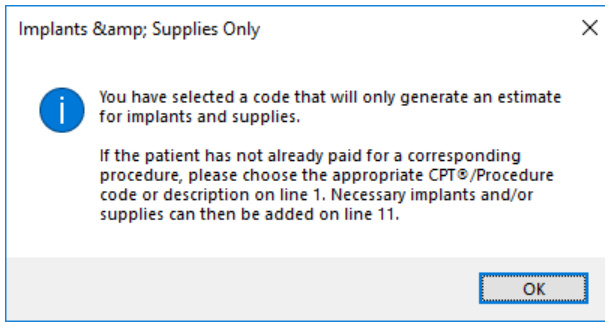 Implants &amp; Supplies Only
You have selected a code that will only generate an estimate
for implants and supplies.
If the patient has not already paid for a corresponding
procedure, please choose the appropriate CPT®/Procedure
code or description on line 1. Necessary implants and/or
supplies can then be added on line 11.
OK